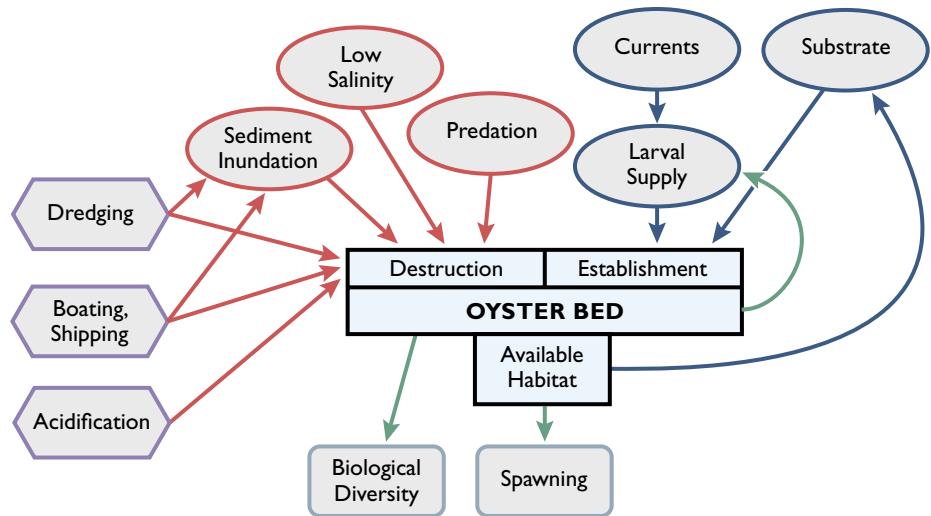 Low
Salinity
Currents
Substrate
Sediment
Inundation
Predation
Larval
Supply
Dredging
Destruction
Establishment
OYSTER BED
Boating,
Shipping
Available
Habitat
Acidification
Biological
Diversity
Spawning